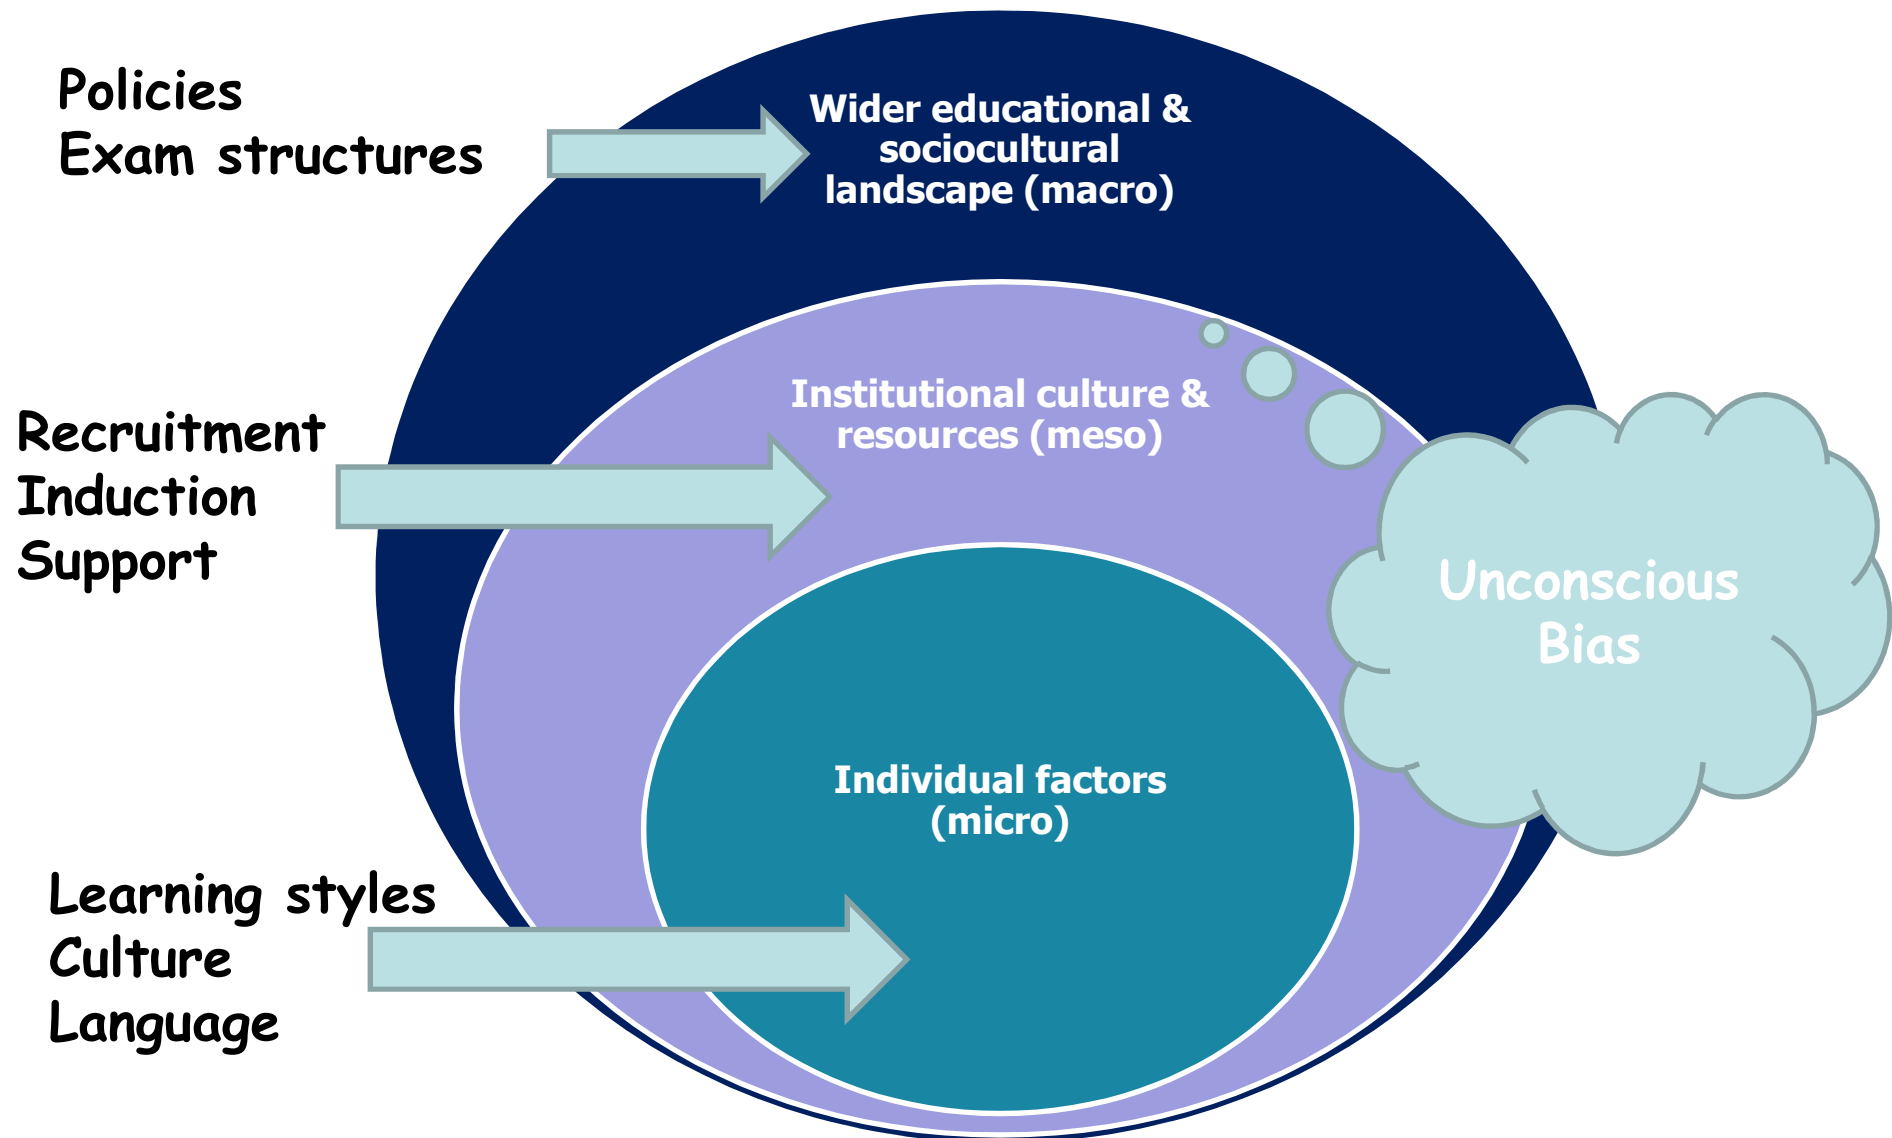 Policies
Exam structures
Wider educational &
sociocultural
landscape (macro)
Recruitment
Induction
Support
Institutional culture &
resources (meso)
Unconscious
Bias
Individual factors
(micro)
Learning styles
Culture
Language